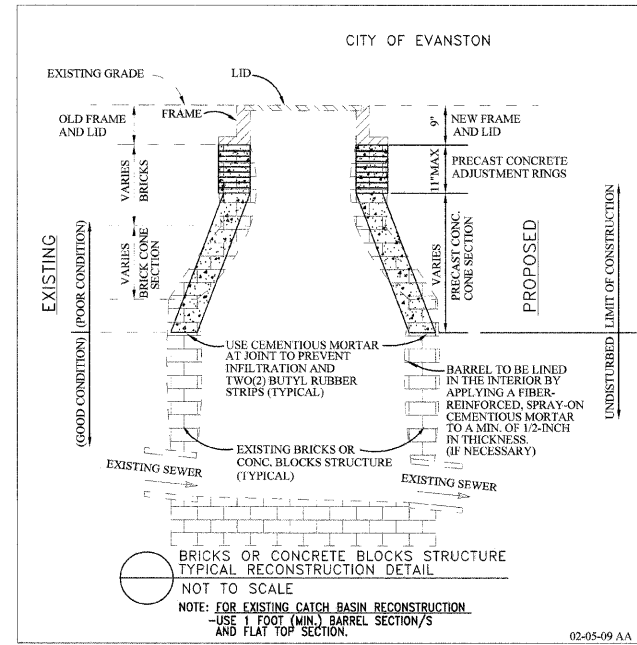 CITY OF EVANSTON
EXISTING GRADE
LID
FRAME
OLD FRAME
AND LID
9"
NEW FRAME
AND LID
VARIES
BRICKS
11"MAX
PRECAST CONCRETE
ADJUSTMENT RINGS
EXISTING
(POOR CONDITION)
VARIES
BRICK CONE
SECTION
VARIES
PRECAST CONC.
CONE SECTION
PROPOSED
LIMIT OF CONSTRUCTION
(GOOD CONDITION)
UNDISTURBED
USE CEMENTIOUS MORTAR
AT JOINT TO PREVENT
INFILTRATION AND
TWO(2) BUTYL RUBBER
STRIPS (TYPICAL)
BARREL TO BE LINED
IN THE INTERIOR BY
APPLYING A FIBER-
REINFORCED, SPRAY-ON
CEMENTIOUS MORTAR
TO A MIN. OF 1/2-INCH
IN THICKNESS.
(IF NECESSARY)
EXISTING BRICKS OR
CONC. BLOCKS STRUCTURE
(TYPICAL)
EXISTING SEWER
EXISTING SEWER
BRICKS OR CONCRETE BLOCKS STRUCTURE
TYPICAL RECONSTRUCTION DETAIL
NOT TO SCALE
NOTE: FOR EXISTING CATCH BASIN RECONSTRUCTION
-USE 1 FOOT (MIN.) BARREL SECTION/S
AND FLAT TOP SECTION.
02-05-09 AA